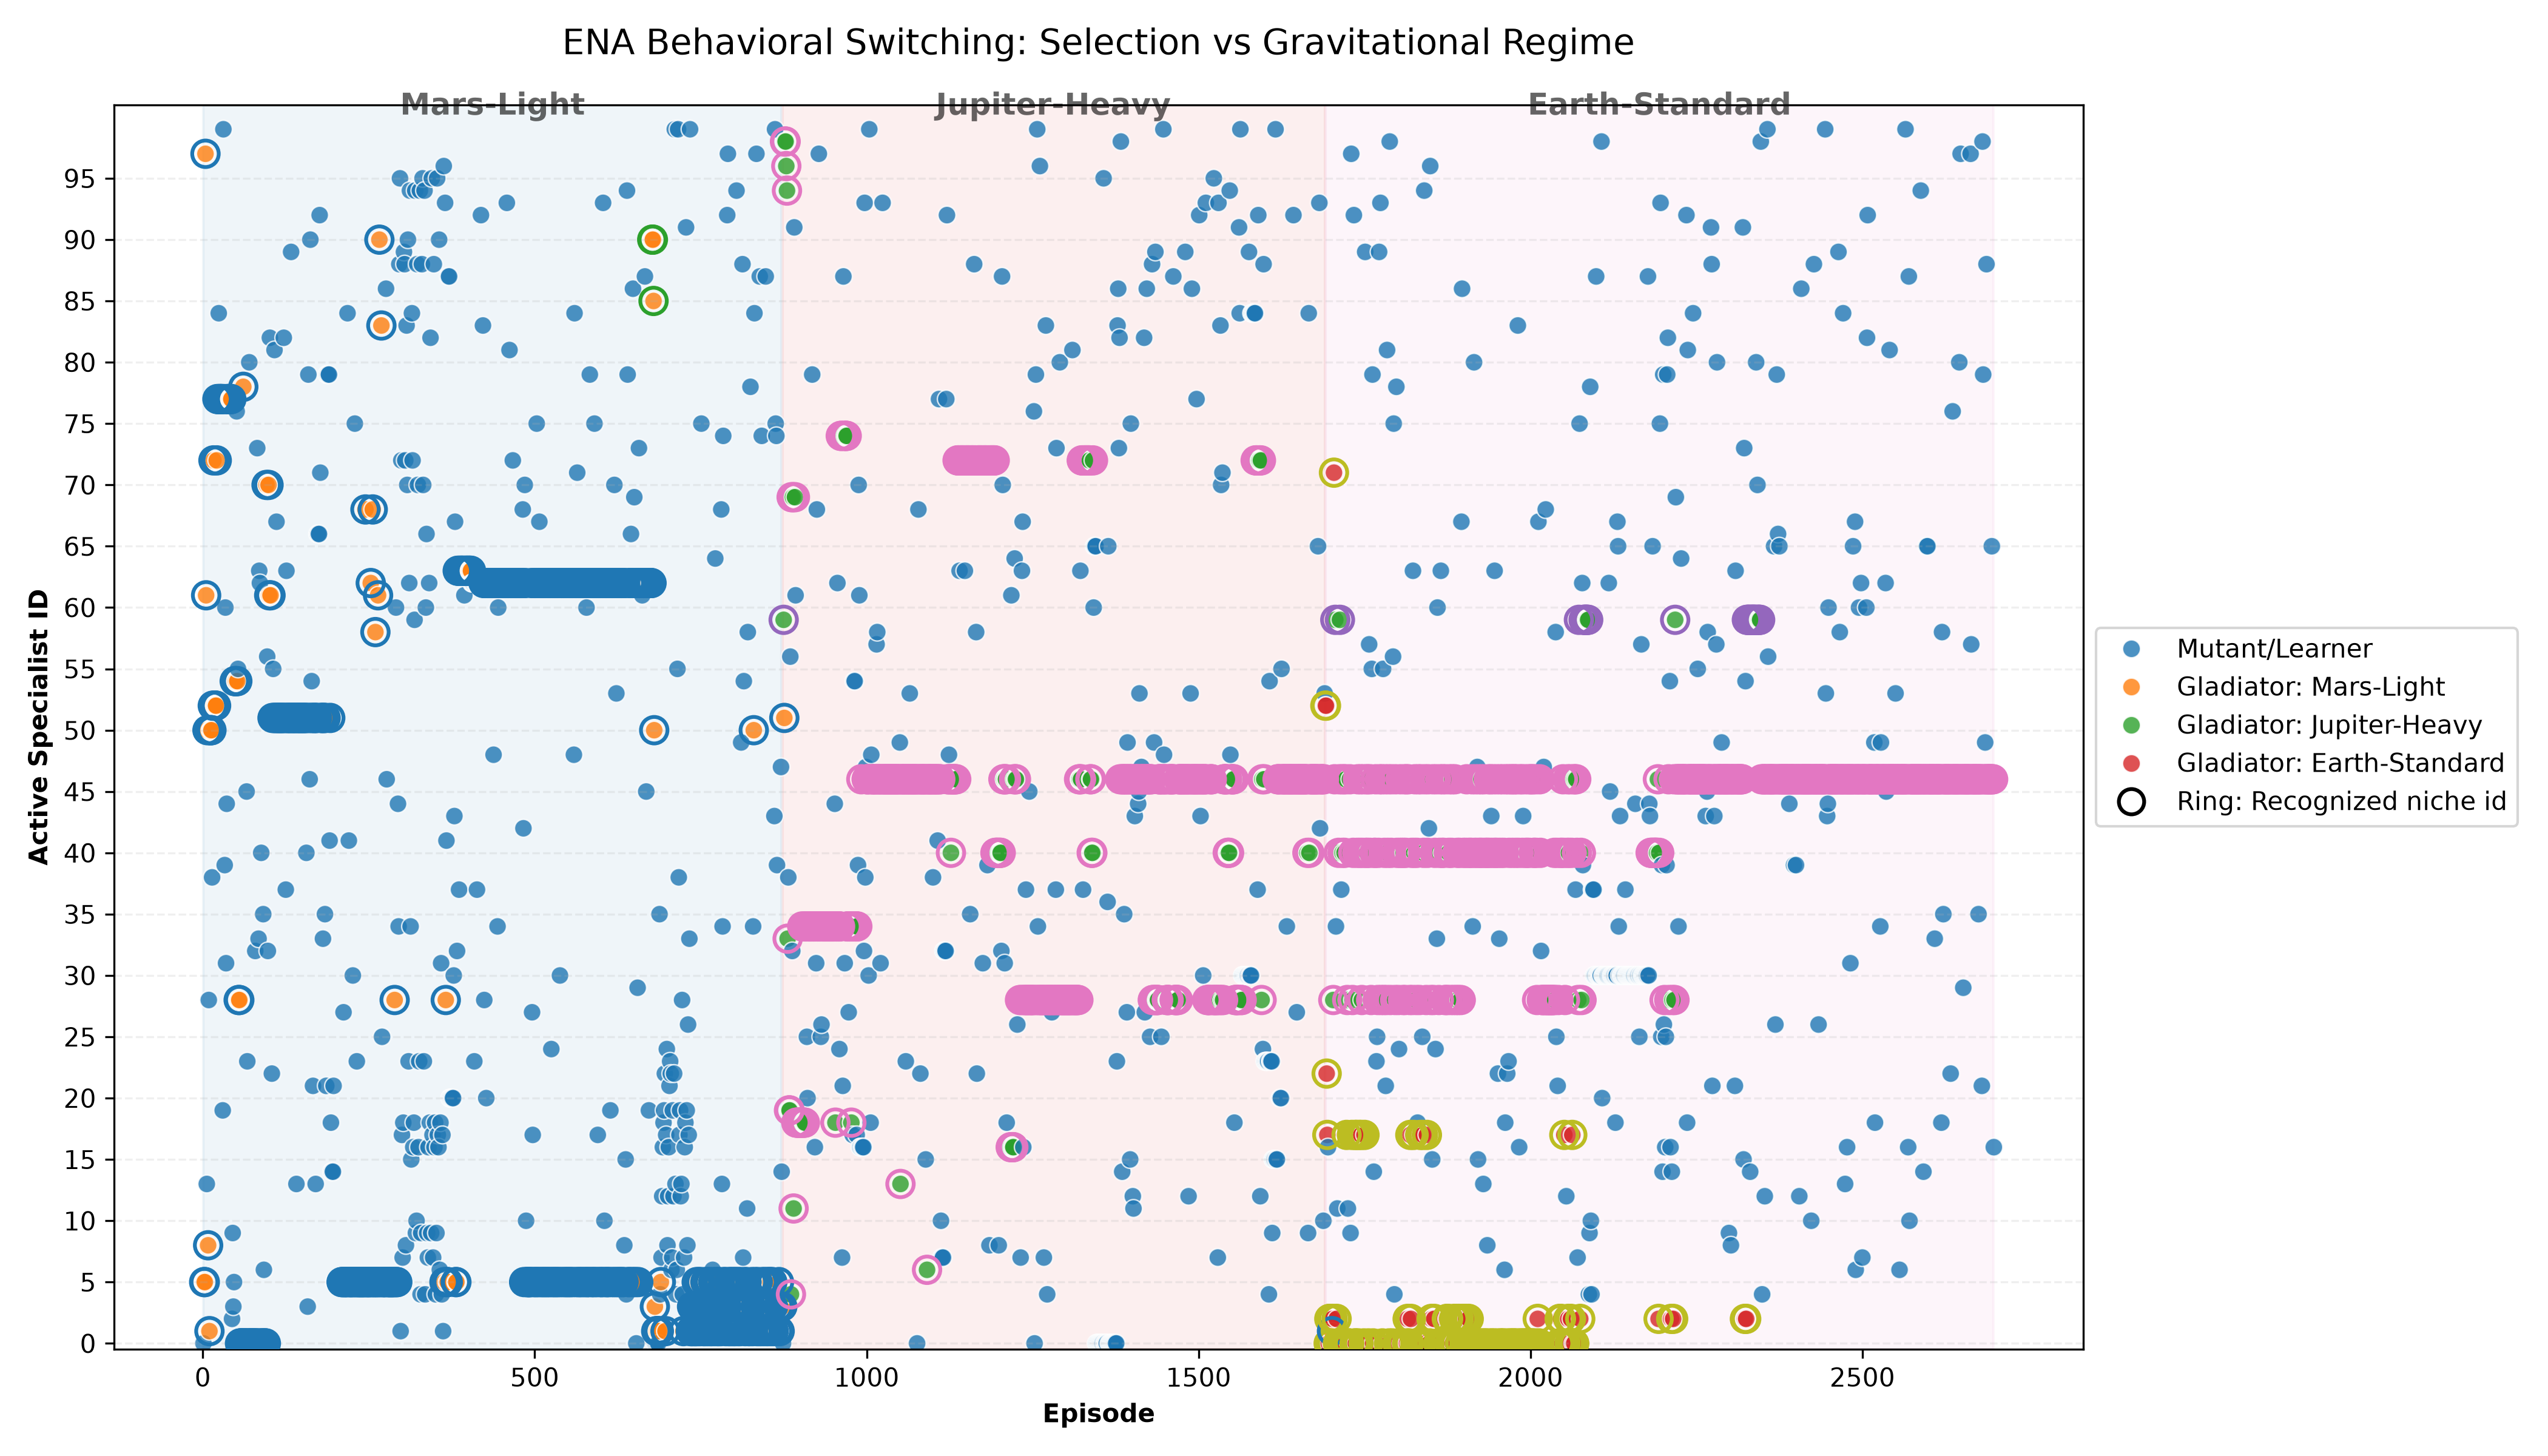 ENA Behavioral Switching: Selection vs Gravitational Regime
Mars-Light
Jupiter-Heavy
Earth-Standard
Active Specialist ID
95
90
85
80
75
70
65
60
55
50
45
40
35
30
25
20
15
10
5
0
0
500
1000
1500
2000
2500
Episode
Mutant/Learner
Gladiator: Mars-Light
Gladiator: Jupiter-Heavy
Gladiator: Earth-Standard
Ring: Recognized niche id